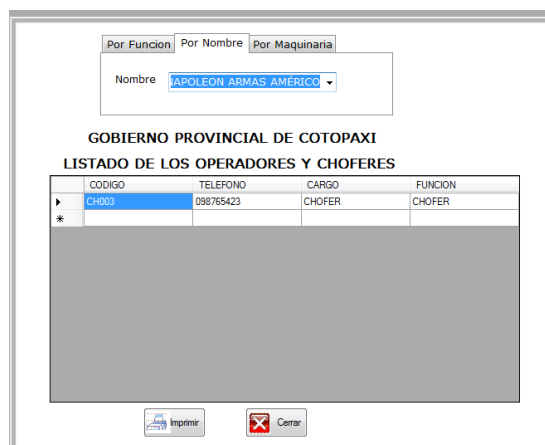 Por Funcion Por Nombre Por Maquinaria
Nombre NAPOLEON ARMAS AMÉRICO
GOBIERNO PROVINCIAL DE COTOPAXI
LISTADO DE LOS OPERADORES Y CHOFERES
CODIGO TELEFONO CARGO FUNCION
CH003 098765423 CHOFER CHOFER
Imprimir Cerrar